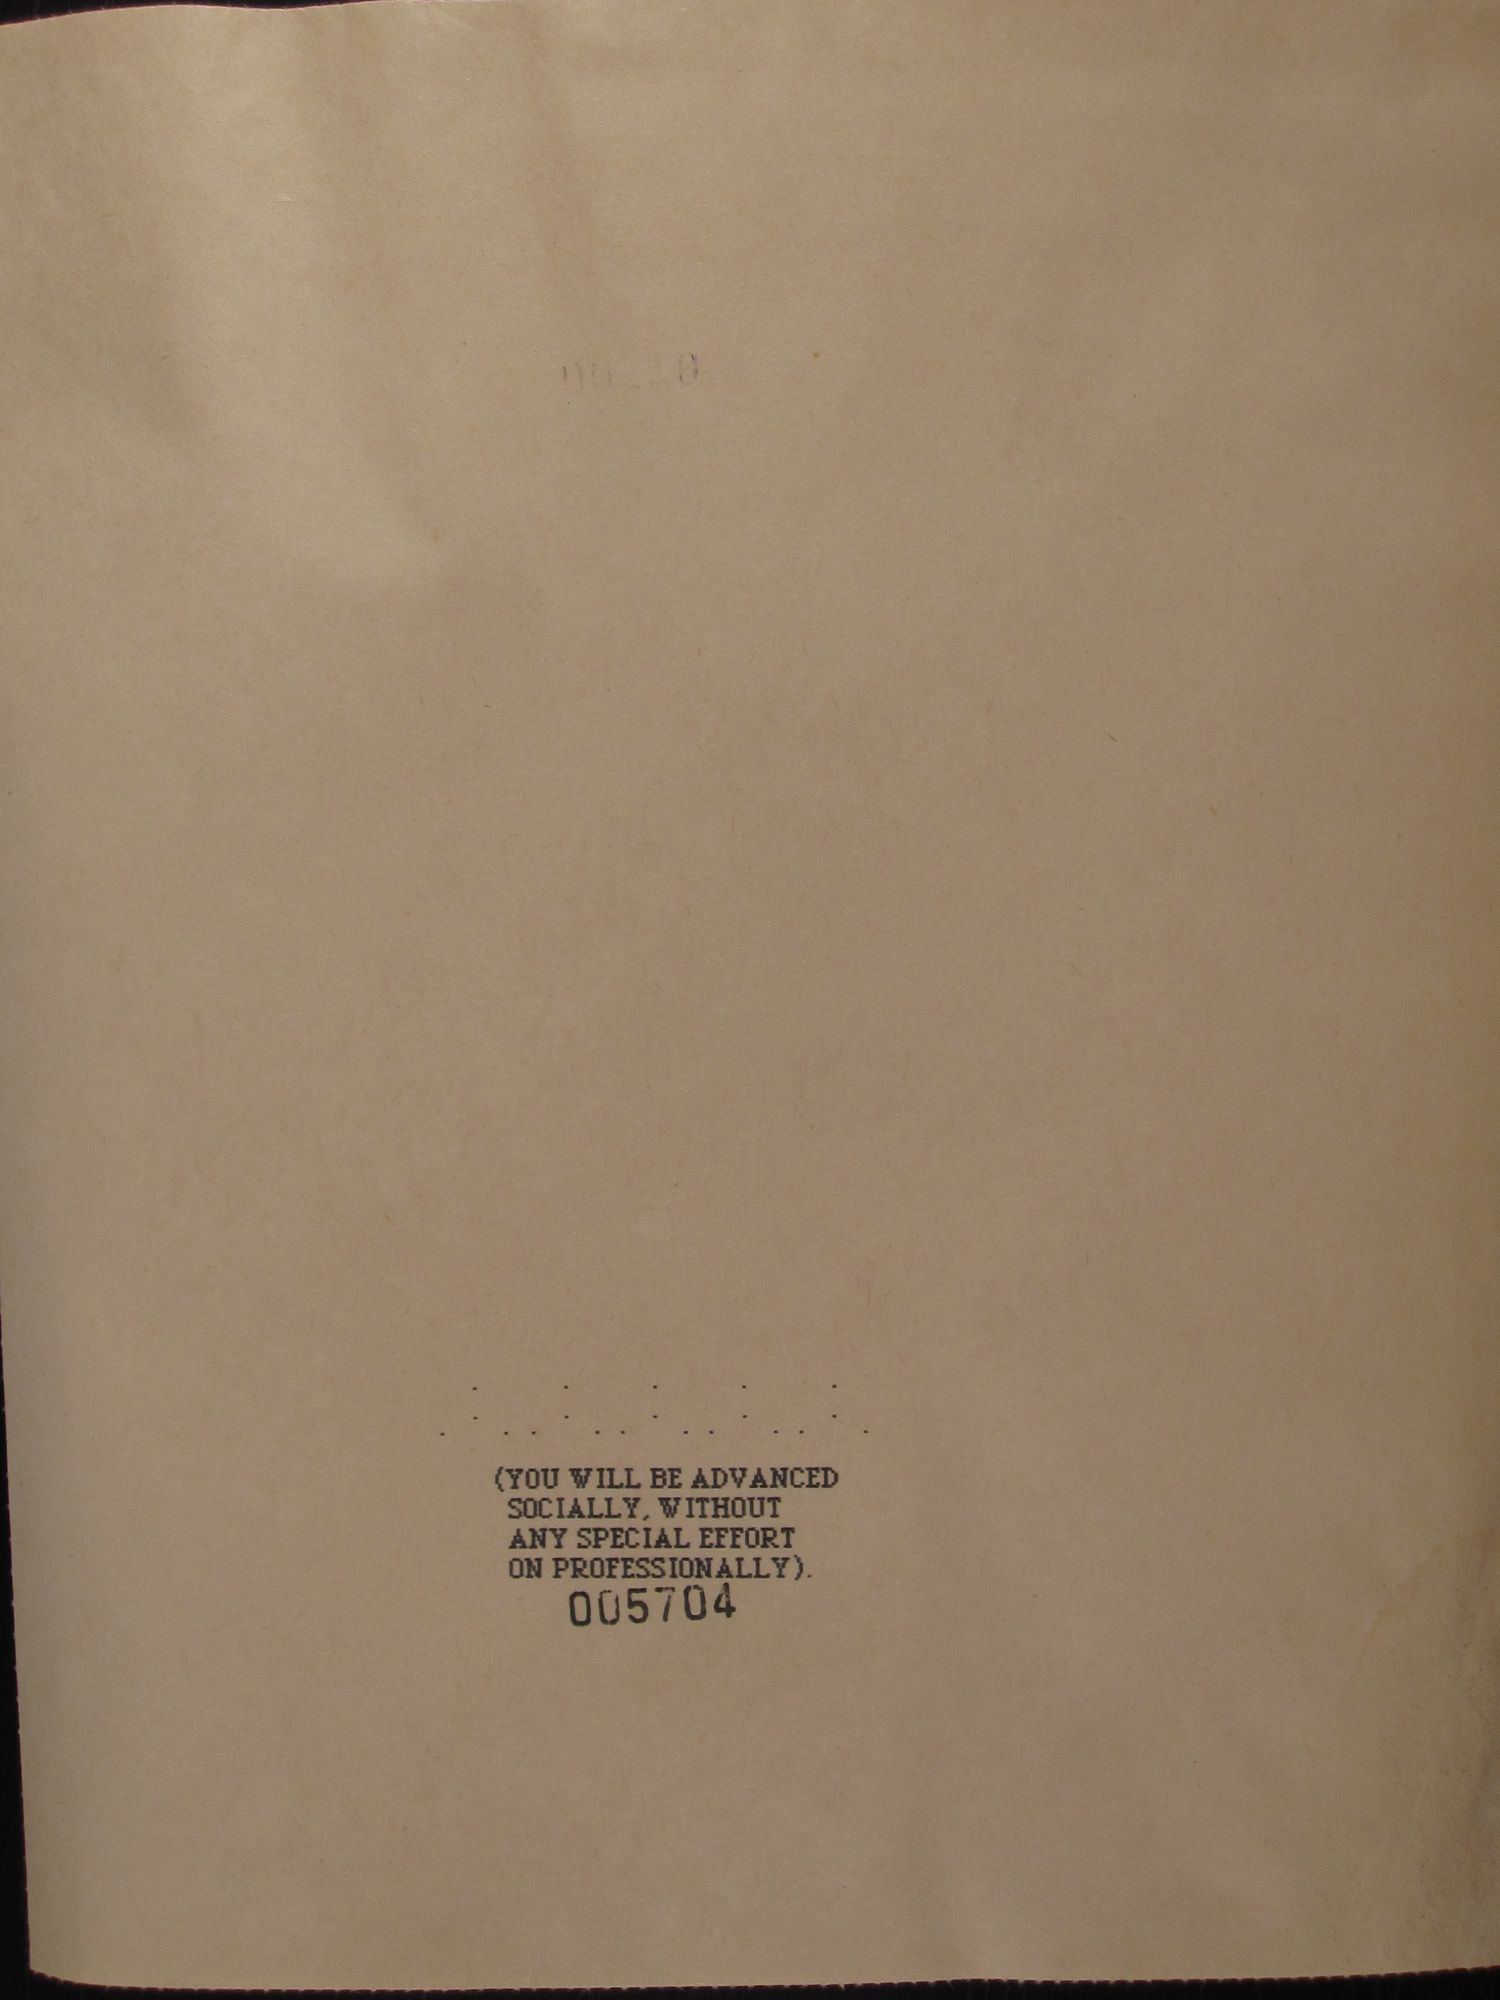 (YOU WILL BE ADVANCED
SOCIALLY, WITHOUT
ANY SPECIAL EFFORT
ON PROFESSIONALLY).
005704